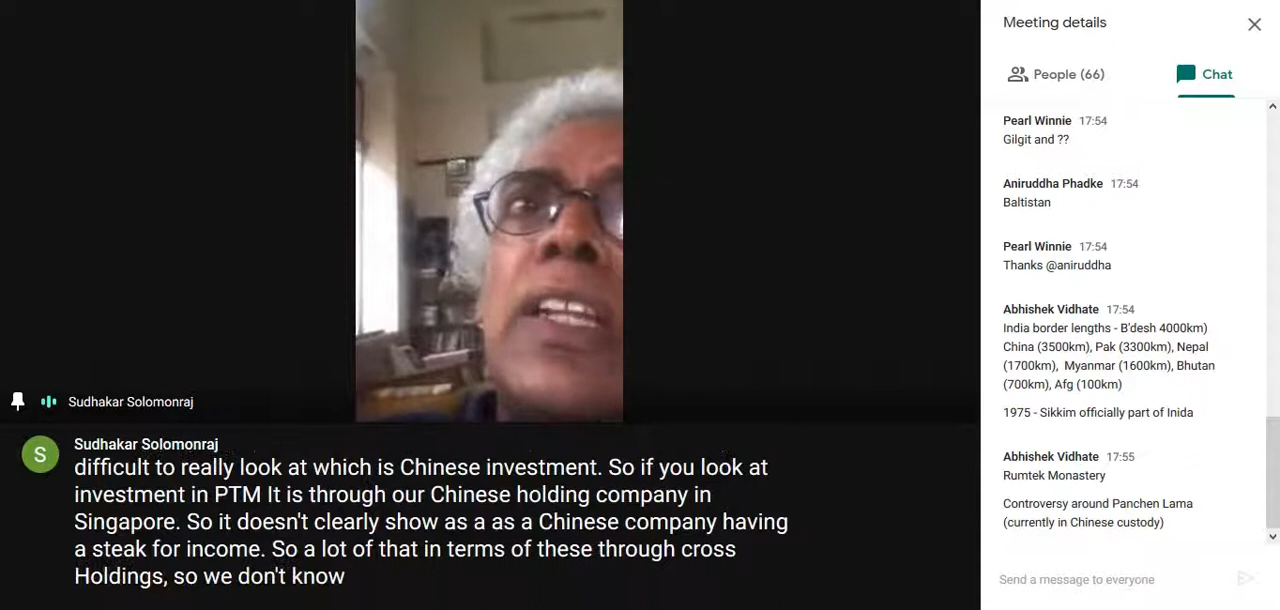 Sudhakar Solomonraj
S
Sudhakar Solomonraj
difficult to really look at which is Chinese investment. So if you look at
investment in PTM It is through our Chinese holding company in
Singapore. So it doesn't clearly show as a as a Chinese company having
a steak for income. So a lot of that in terms of these through cross
Holdings, so we don't know
Meeting details
People (66)
Chat
Pearl Winnie 17:54
Gilgit and ??
Aniruddha Phadke 17:54
Baltistan
Pearl Winnie 17:54
Thanks @aniruddha
Abhishek Vidhate 17:54
India border lengths - B'desh 4000km)
China (3500km), Pak (3300km), Nepal
(1700km), Myanmar (1600km), Bhutan
(700km), Afg (100km)
1975 - Sikkim officially part of Inida
Abhishek Vidhate 17:55
Rumtek Monastery
Controversy around Panchen Lama
(currently in Chinese custody)
Send a message to everyone